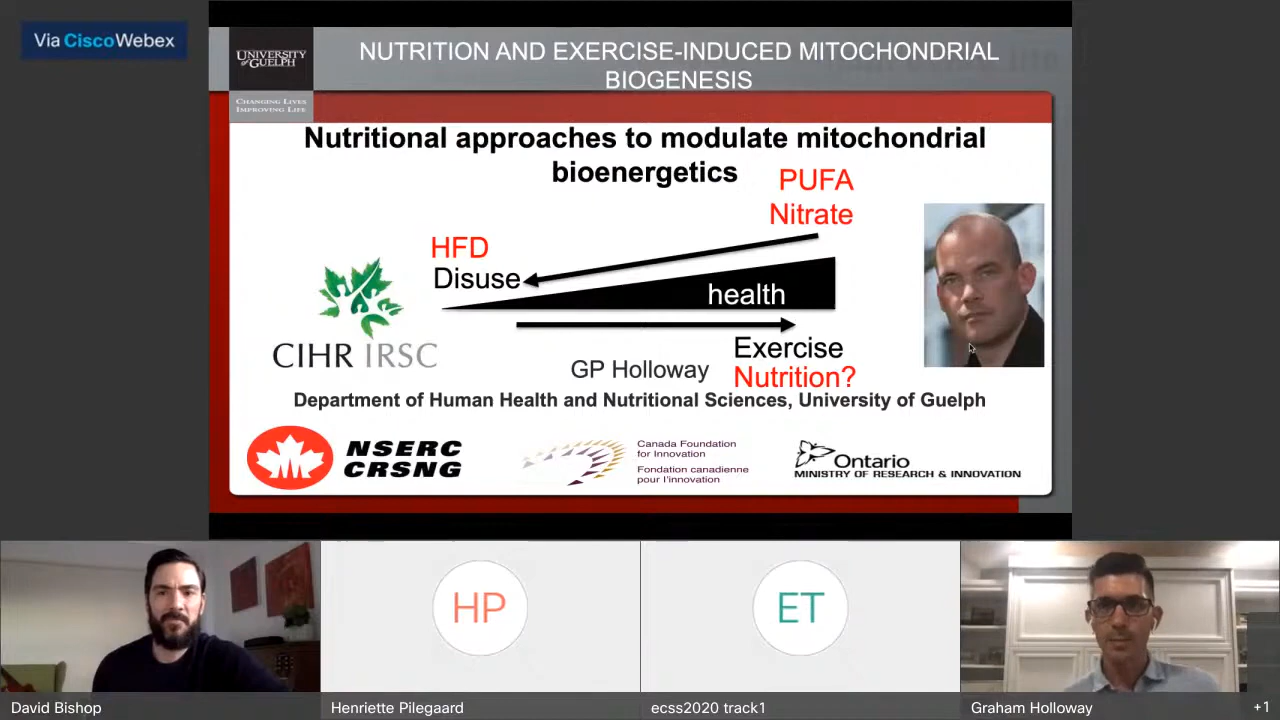 Via Cisco Webex
UNIVERSITY
of GUELPH
CHANGING LIVES
IMPROVING LIFE
NUTRITION AND EXERCISE-INDUCED MITOCHONDRIAL
BIOGENESIS
Nutritional approaches to modulate mitochondrial
bioenergetics
PUFA
Nitrate
HFD
Disuse
health
CIHR IRSC
Exercise
Nutrition?
GP Holloway
Department of Human Health and Nutritional Sciences, University of Guelph
NSERC
CRSNG
Canada Foundation
for Innovation
Fondation canadienne
pour l'innovation
Ontario
MINISTRY OF RESEARCH & INNOVATION
HP
ET
David Bishop
Henriette Pilegaard
ecss2020 track1
Graham Holloway
+1